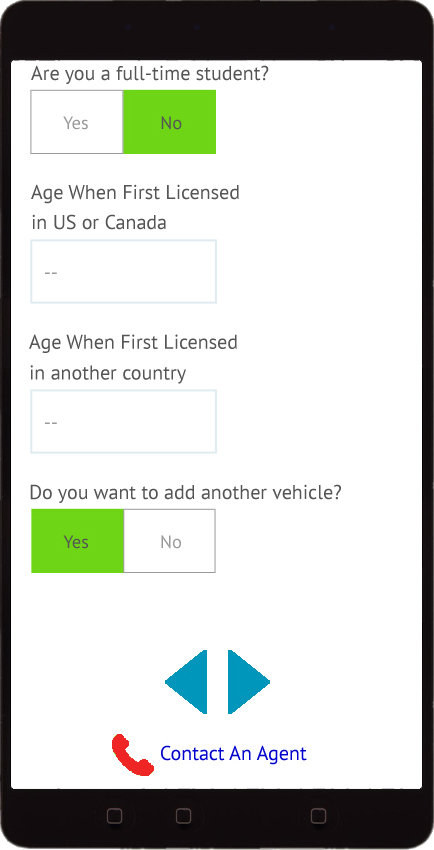 Are you a full-time student?
Yes No
Age When First Licensed
in US or Canada
--
Age When First Licensed
in another country
--
Do you want to add another vehicle?
Yes No
Contact An Agent